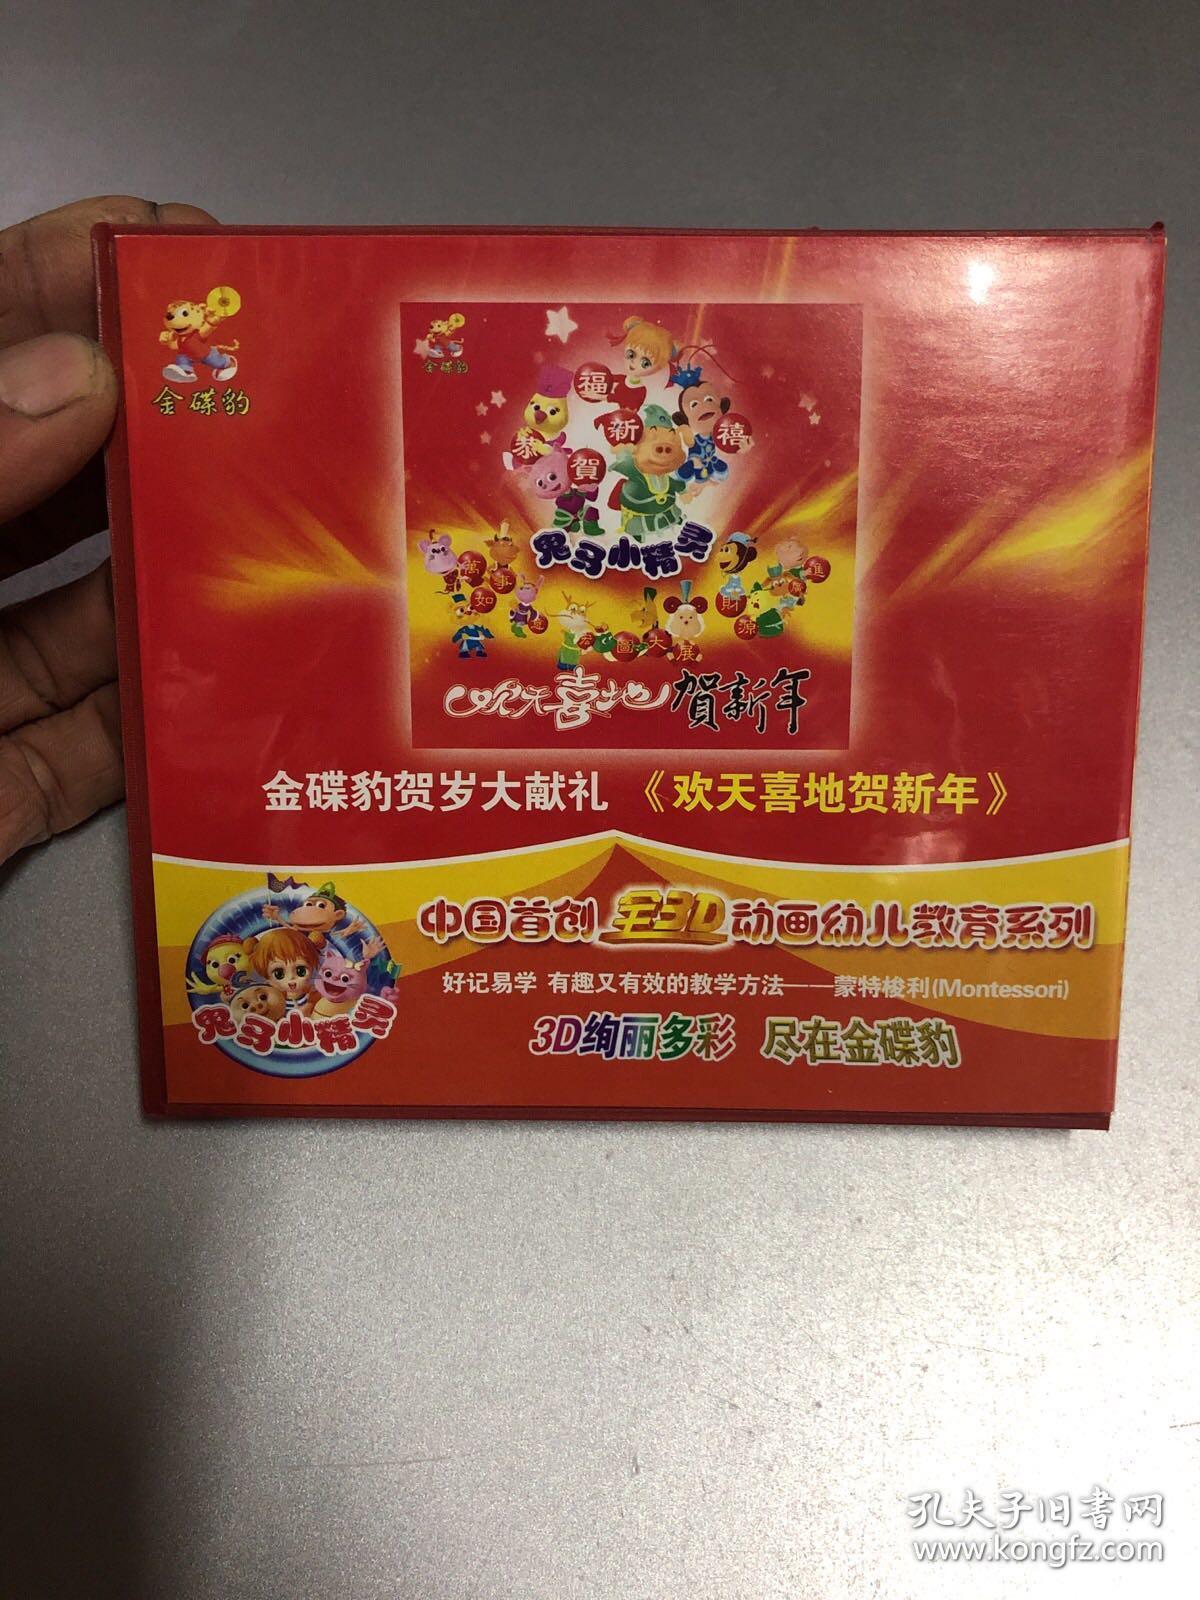 金碟豹
金碟豹
福
新
禧
恭
賀
鬼马小精灵
萬
事
如
意
宏
圖
大
展
財
源
廣
進
欢天喜地賀新年
金碟豹贺岁大献礼 《欢天喜地贺新年》
中国首创 全3D 动画幼儿教育系列
好记易学 有趣又有效的教学方法——蒙特梭利(Montessori)
鬼马小精灵
3D绚丽多彩 尽在金碟豹
孔夫子旧书网
www.kongfz.com